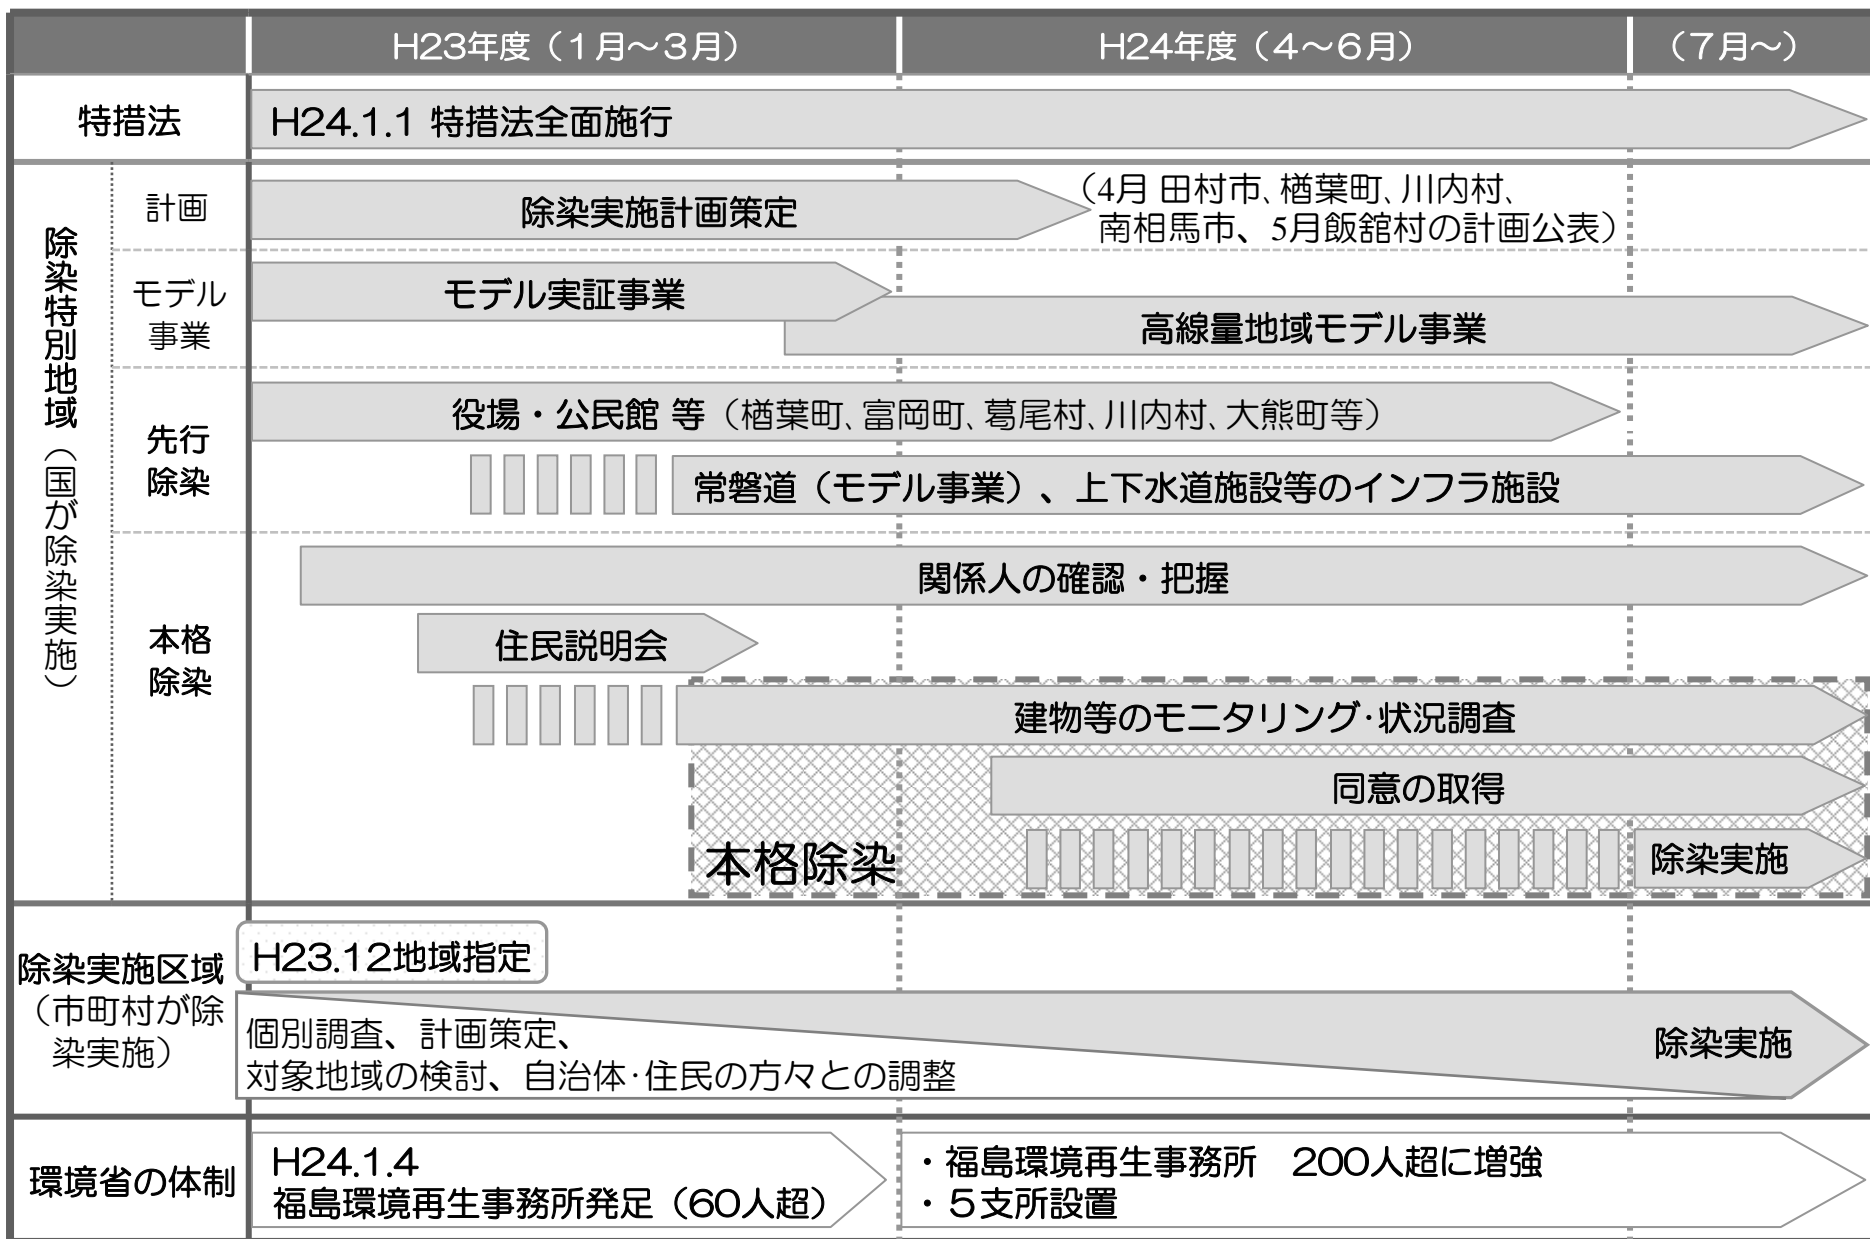 H23年度（１月～３月）
H24年度（４～６月）
（７月～）
特措法
H24.1.1 特措法全面施行
除染特別地域（国が除染実施）
計画
除染実施計画策定
（4月 田村市、楢葉町、川内村、
南相馬市、5月飯舘村の計画公表）
モデル
事業
モデル実証事業
高線量地域モデル事業
先行
除染
役場・公民館 等（楢葉町、富岡町、葛尾村、川内村、大熊町等）
常磐道（モデル事業）、上下水道施設等のインフラ施設
本格
除染
関係人の確認・把握
住民説明会
建物等のモニタリング・状況調査
同意の取得
本格除染
除染実施
除染実施区域
（市町村が除
染実施）
H23.12地域指定
個別調査、計画策定、
対象地域の検討、自治体・住民の方々との調整
除染実施
環境省の体制
H24.1.4
福島環境再生事務所発足（60人超）
・福島環境再生事務所　200人超に増強
・５支所設置